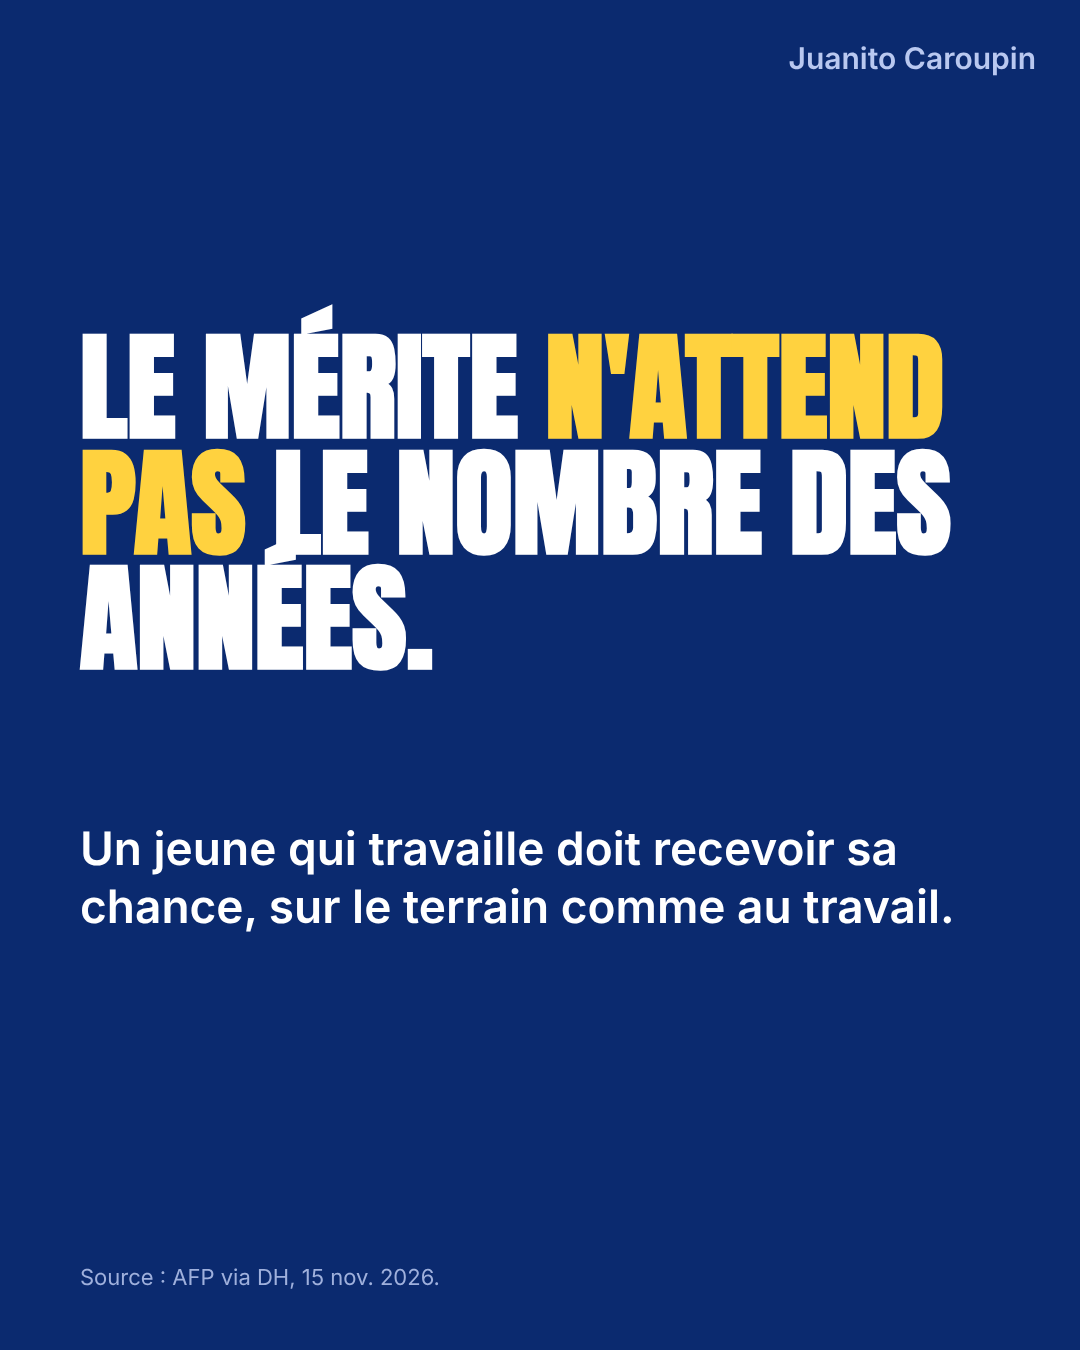 Juanito Caroupin
LE MÉRITE N'ATTEND
PAS LE NOMBRE DES
ANNÉES.
Un jeune qui travaille doit recevoir sa
chance, sur le terrain comme au travail.
Source : AFP via DH, 15 nov. 2026.